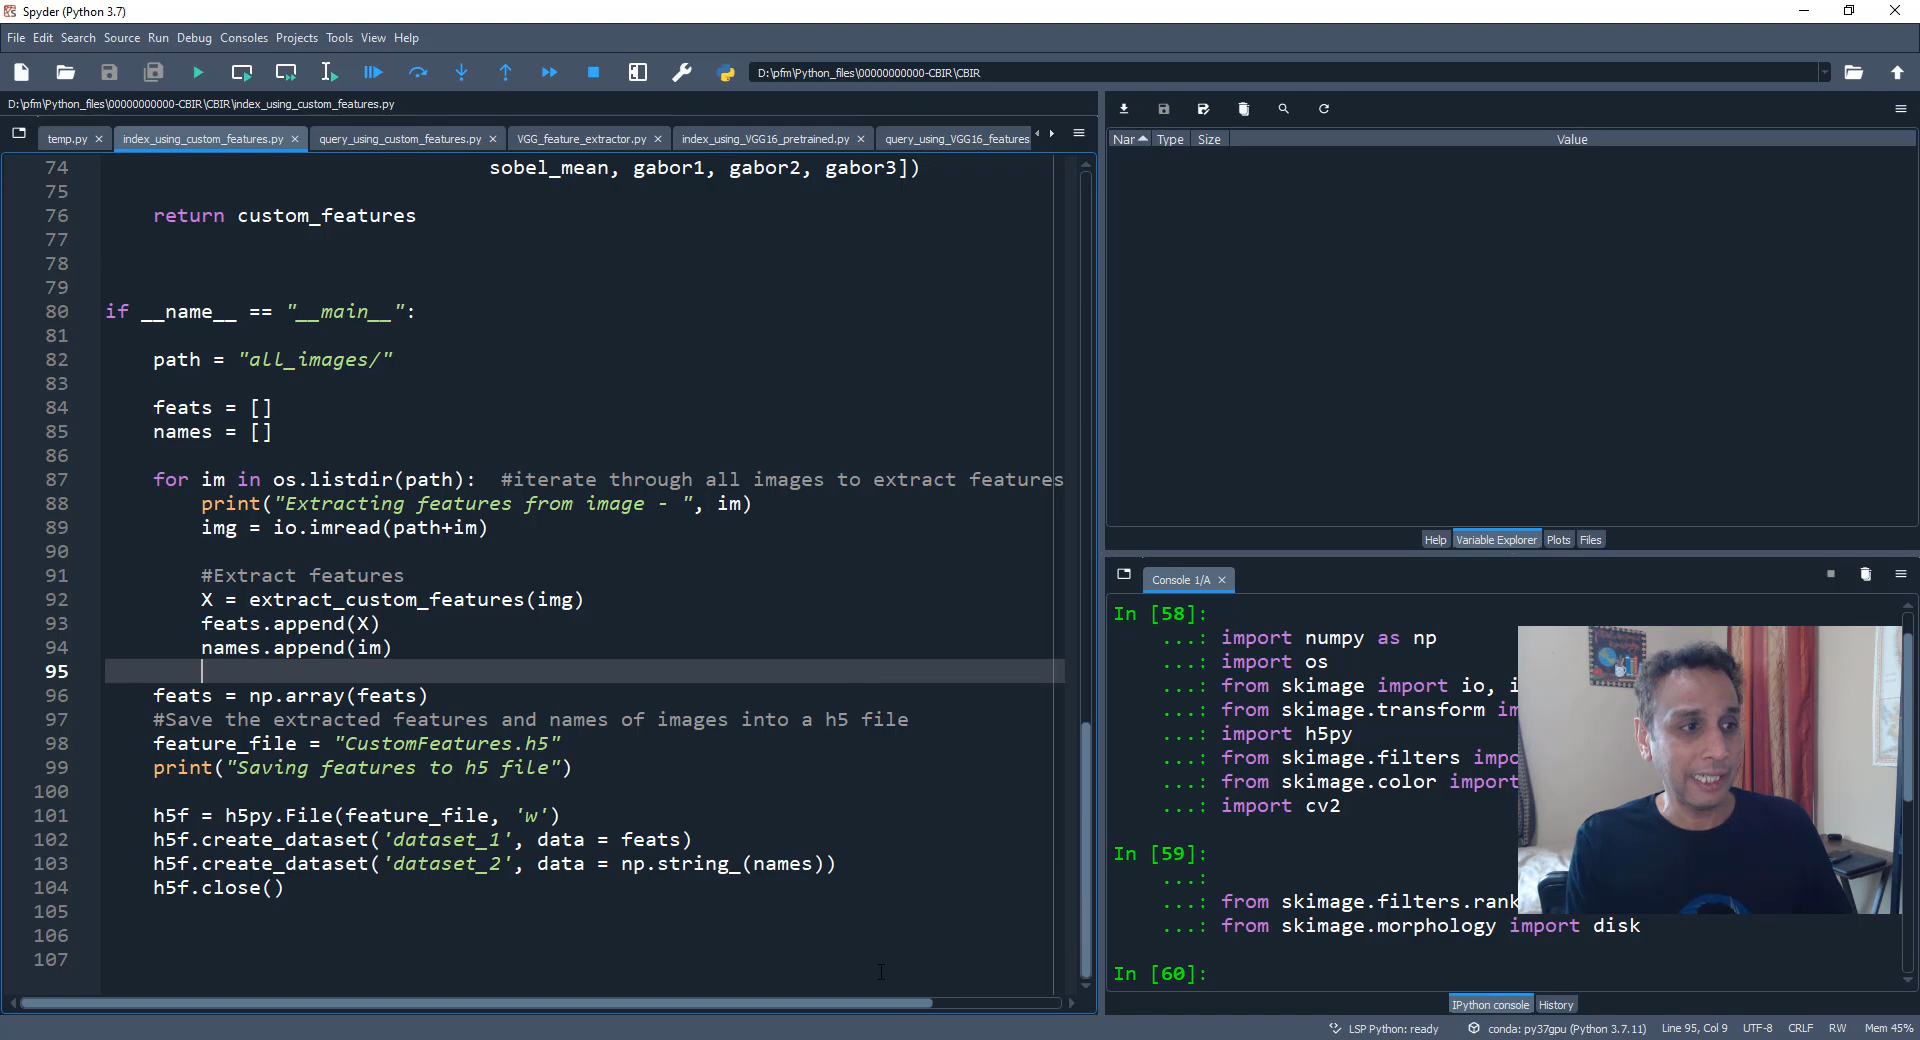 Spyder (Python 3.7)
File Edit Search Source Run Debug Consoles Projects Tools View Help
D:\pfm\Python_files\00000000000-CBIR\CBIR
D:\pfm\Python_files\00000000000-CBIR\CBIR\index_using_custom_features.py
temp.py index_using_custom_features.py query_using_custom_features.py VGG_feature_extractor.py index_using_VGG16_pretrained.py query_using_VGG16_features
74 sobel_mean, gabor1, gabor2, gabor3])
75
76 return custom_features
77
78
79
80 if __name__ == "__main__":
81
82 path = "all_images/"
83
84 feats = []
85 names = []
86
87 for im in os.listdir(path): #iterate through all images to extract features
88 print("Extracting features from image - ", im)
89 img = io.imread(path+im)
90
91 #Extract features
92 X = extract_custom_features(img)
93 feats.append(X)
94 names.append(im)
95
96 feats = np.array(feats)
97 #Save the extracted features and names of images into a h5 file
98 feature_file = "CustomFeatures.h5"
99 print("Saving features to h5 file")
100
101 h5f = h5py.File(feature_file, 'w')
102 h5f.create_dataset('dataset_1', data = feats)
103 h5f.create_dataset('dataset_2', data = np.string_(names))
104 h5f.close()
105
106
107
Nar Type Size Value
Help Variable Explorer Plots Files
Console 1/A
In [58]:
...: import numpy as np
...: import os
...: from skimage import io, i
...: from skimage.transform im
...: import h5py
...: from skimage.filters impo
...: from skimage.color import
...: import cv2
In [59]:
...:
...: from skimage.filters.rank
...: from skimage.morphology import disk
In [60]:
IPython console History
LSP Python: ready conda: py37gpu (Python 3.7.11) Line 95, Col 9 UTF-8 CRLF RW Mem 45%